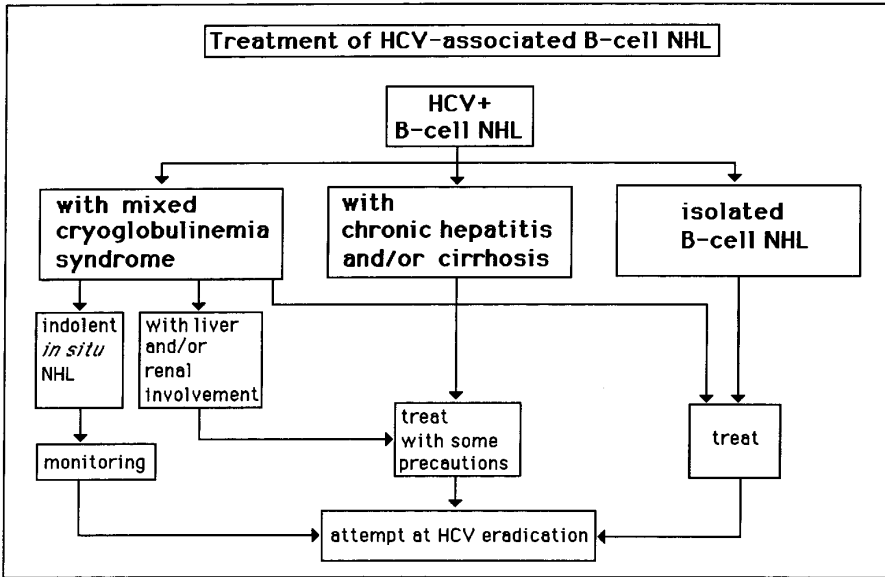 Treatment of HCV-associated B-cell NHL
HCV+
B-cell NHL
with mixed
cryoglobulinemia
syndrome
with
chronic hepatitis
and/or cirrhosis
isolated
B-cell NHL
indolent
in situ
NHL
with liver
and/or
renal
involvement
treat
with some
precautions
treat
monitoring
attempt at HCV eradication